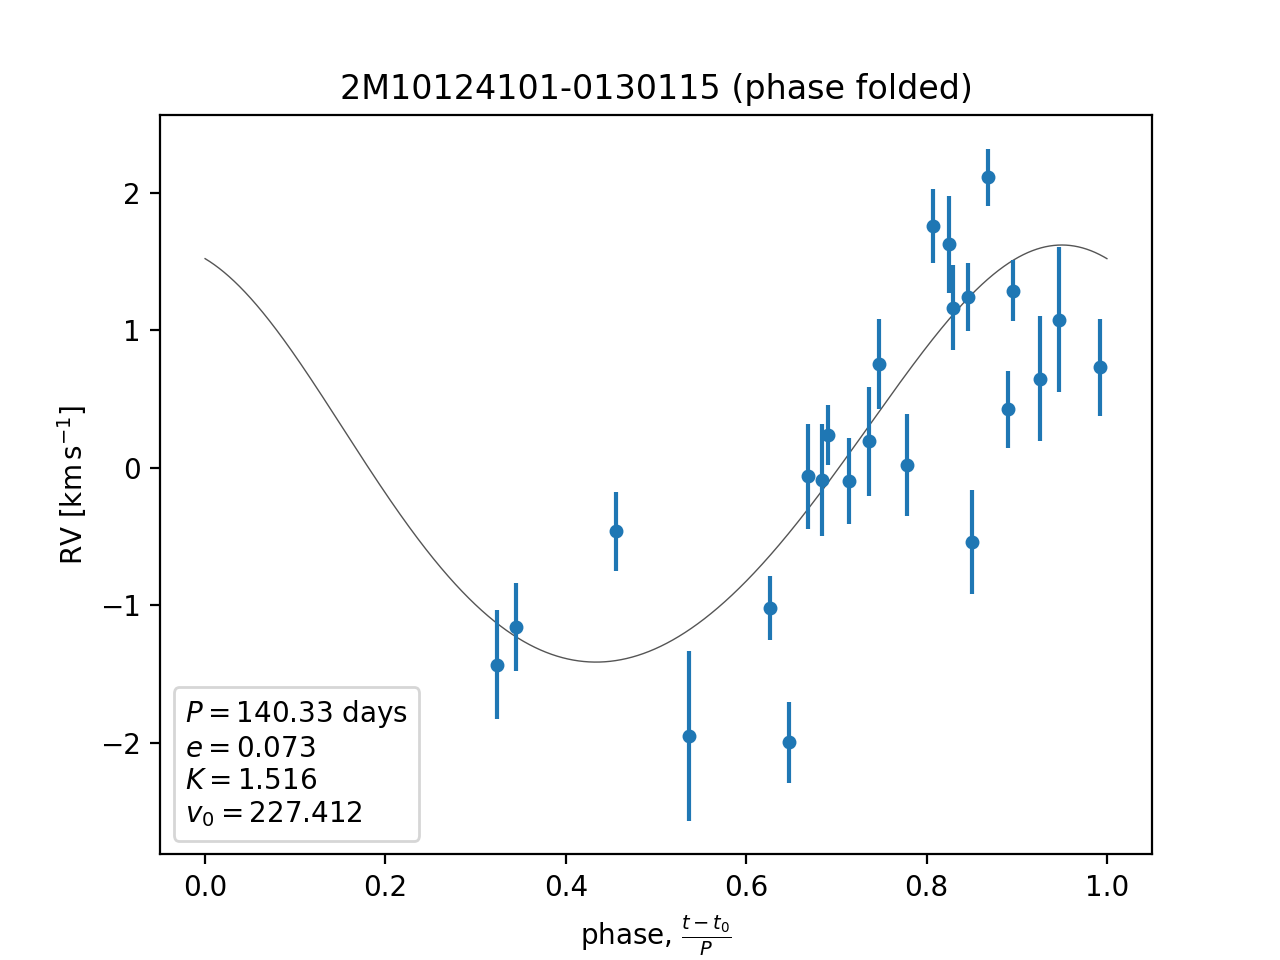 2M10124101-0130115 (phase folded)
RV [km s⁻¹]
2
1
0
−1
−2
P = 140.33 days
e = 0.073
K = 1.516
v₀ = 227.412
0.0 0.2 0.4 0.6 0.8 1.0
phase, (t − t₀)/P